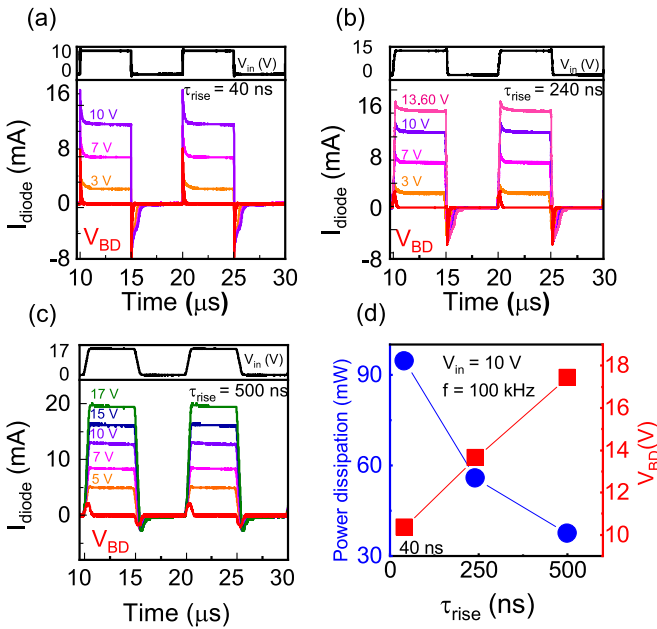 (a)
10
0
V_in (V)
τ_rise = 40 ns
16
8
0
-8
10 V
7 V
3 V
V_BD
I_diode (mA)
10 15 20 25 30
Time (μs)
(b)
15
0
V_in (V)
τ_rise = 240 ns
16
8
0
-8
13.60 V
10 V
7 V
3 V
V_BD
I_diode (mA)
10 15 20 25 30
Time (μs)
(c)
17
0
V_in (V)
τ_rise = 500 ns
20
10
0
17 V
15 V
10 V
7 V
5 V
V_BD
I_diode (mA)
10 15 20 25 30
Time (μs)
(d)
90
60
30
Power dissipation (mW)
V_in = 10 V
f = 100 kHz
40 ns
18
16
14
12
10
V_BD (V)
0 250 500
τ_rise (ns)